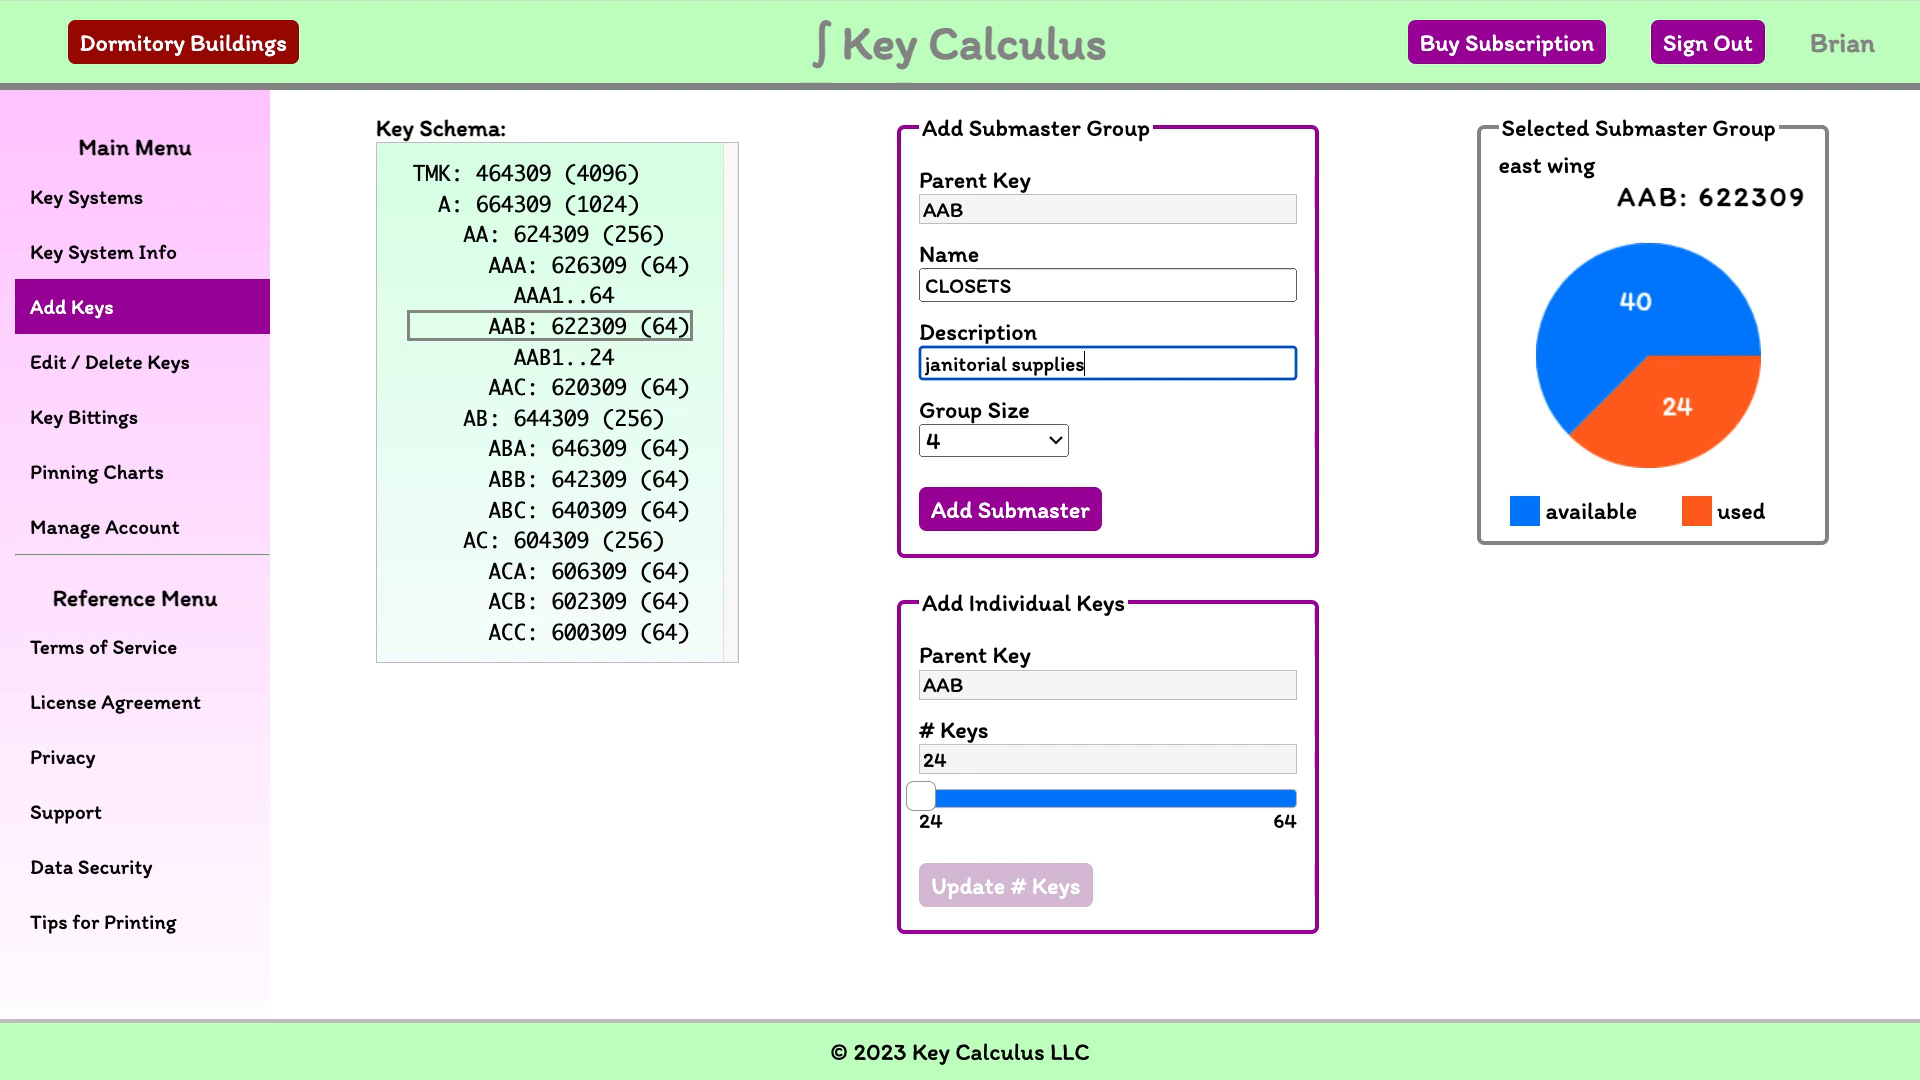 Dormitory Buildings
∫ Key Calculus
Buy Subscription
Sign Out
Brian
Main Menu
Key Systems
Key System Info
Add Keys
Edit / Delete Keys
Key Bittings
Pinning Charts
Manage Account
Reference Menu
Terms of Service
License Agreement
Privacy
Support
Data Security
Tips for Printing
Key Schema:
TMK: 464309 (4096)
A: 664309 (1024)
AA: 624309 (256)
AAA: 626309 (64)
AAA1..64
AAB: 622309 (64)
AAB1..24
AAC: 620309 (64)
AB: 644309 (256)
ABA: 646309 (64)
ABB: 642309 (64)
ABC: 640309 (64)
AC: 604309 (256)
ACA: 606309 (64)
ACB: 602309 (64)
ACC: 600309 (64)
Add Submaster Group
Parent Key
AAB
Name
CLOSETS
Description
janitorial supplies
Group Size
4
Add Submaster
Add Individual Keys
Parent Key
AAB
# Keys
24
24 64
Update # Keys
Selected Submaster Group
east wing
AAB: 622309
40
24
available used
© 2023 Key Calculus LLC